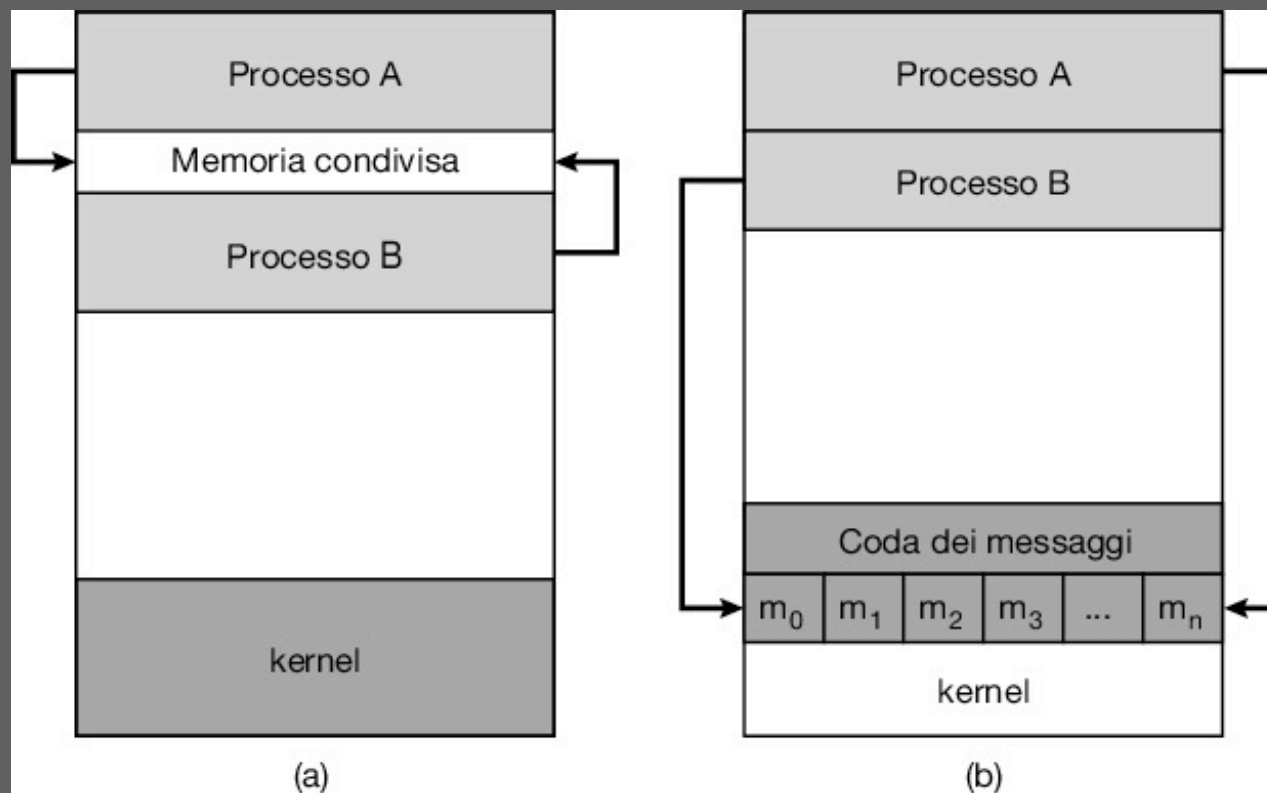 Processo A
Memoria condivisa
Processo B
kernel
(a)
Processo A
Processo B
Coda dei messaggi
m₀ m₁ m₂ m₃ ... mₙ
kernel
(b)